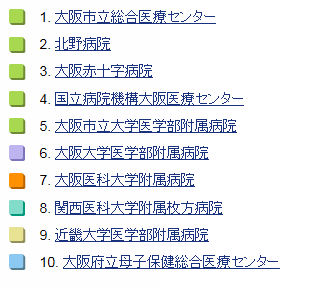 1. 大阪市立総合医療センター
2. 北野病院
3. 大阪赤十字病院
4. 国立病院機構大阪医療センター
5. 大阪市立大学医学部附属病院
6. 大阪大学医学部附属病院
7. 大阪医科大学附属病院
8. 関西医科大学附属枚方病院
9. 近畿大学医学部附属病院
10. 大阪府立母子保健総合医療センター